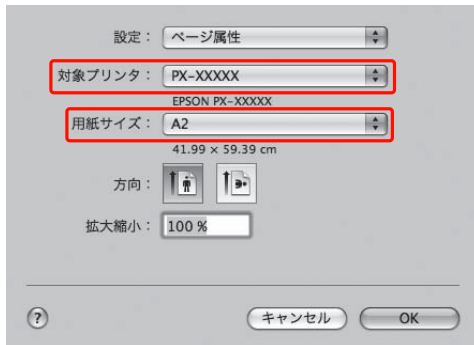 設定： ページ属性
対象プリンタ： PX-XXXXX
EPSON PX-XXXXX
用紙サイズ： A2
41.99 × 59.39 cm
方向：
拡大縮小： 100 %
? キャンセル OK